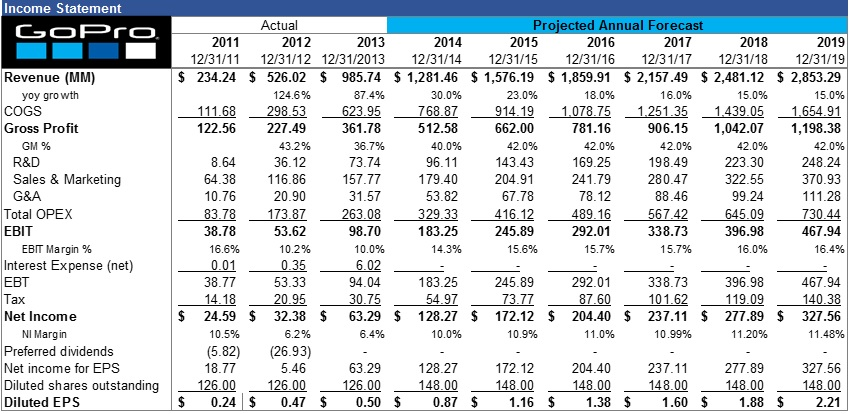 Income Statement
GoPro Actual Projected Annual Forecast
2011 2012 2013 2014 2015 2016 2017 2018 2019
12/31/11 12/31/12 12/31/2013 12/31/14 12/31/15 12/31/16 12/31/17 12/31/18 12/31/19
Revenue (MM) $ 234.24 $ 526.02 $ 985.74 $ 1,281.46 $ 1,576.19 $ 1,859.91 $ 2,157.49 $ 2,481.12 $ 2,853.29
yoy growth 124.6% 87.4% 30.0% 23.0% 18.0% 16.0% 15.0% 15.0%
COGS 111.68 298.53 623.95 768.87 914.19 1,078.75 1,251.35 1,439.05 1,654.91
Gross Profit 122.56 227.49 361.78 512.58 662.00 781.16 906.15 1,042.07 1,198.38
GM % 43.2% 36.7% 40.0% 42.0% 42.0% 42.0% 42.0% 42.0%
R&D 8.64 36.12 73.74 96.11 143.43 169.25 198.49 223.30 248.24
Sales & Marketing 64.38 116.86 157.77 179.40 204.91 241.79 280.47 322.55 370.93
G&A 10.76 20.90 31.57 53.82 67.78 78.12 88.46 99.24 111.28
Total OPEX 83.78 173.87 263.08 329.33 416.12 489.16 567.42 645.09 730.44
EBIT 38.78 53.62 98.70 183.25 245.89 292.01 338.73 396.98 467.94
EBIT Margin % 16.6% 10.2% 10.0% 14.3% 15.6% 15.7% 15.7% 16.0% 16.4%
Interest Expense (net) 0.01 0.35 6.02 - - - - - -
EBT 38.77 53.33 94.04 183.25 245.89 292.01 338.73 396.98 467.94
Tax 14.18 20.95 30.75 54.97 73.77 87.60 101.62 119.09 140.38
Net Income $ 24.59 $ 32.38 $ 63.29 $ 128.27 $ 172.12 $ 204.40 $ 237.11 $ 277.89 $ 327.56
NI Margin 10.5% 6.2% 6.4% 10.0% 10.9% 11.0% 10.99% 11.20% 11.48%
Preferred dividends (5.82) (26.93) - - - - - - -
Net income for EPS 18.77 5.46 63.29 128.27 172.12 204.40 237.11 277.89 327.56
Diluted shares outstanding 126.00 126.00 126.00 148.00 148.00 148.00 148.00 148.00 148.00
Diluted EPS $ 0.24 $ 0.47 $ 0.50 $ 0.87 $ 1.16 $ 1.38 $ 1.60 $ 1.88 $ 2.21